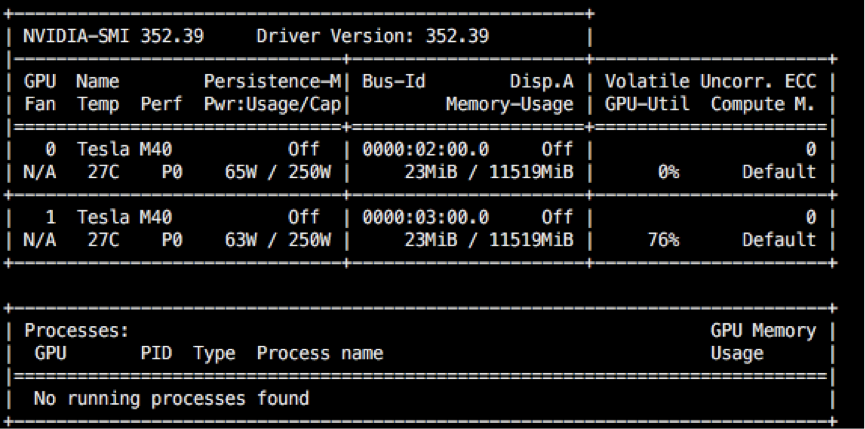 +------------------------------------------------------+
| NVIDIA-SMI 352.39     Driver Version: 352.39         |
|-------------------------------+----------------------+----------------------+
| GPU  Name        Persistence-M| Bus-Id        Disp.A | Volatile Uncorr. ECC |
| Fan  Temp  Perf  Pwr:Usage/Cap|         Memory-Usage | GPU-Util  Compute M. |
|===============================+======================+======================|
|   0  Tesla M40           Off  | 0000:02:00.0     Off |                    0 |
| N/A   27C    P0    65W / 250W |     23MiB / 11519MiB |      0%      Default |
+-------------------------------+----------------------+----------------------+
|   1  Tesla M40           Off  | 0000:03:00.0     Off |                    0 |
| N/A   27C    P0    63W / 250W |     23MiB / 11519MiB |     76%      Default |
+-------------------------------+----------------------+----------------------+

+-----------------------------------------------------------------------------+
| Processes:                                                       GPU Memory |
|  GPU       PID  Type  Process name                               Usage      |
|=============================================================================|
|  No running processes found                                                 |
+-----------------------------------------------------------------------------+